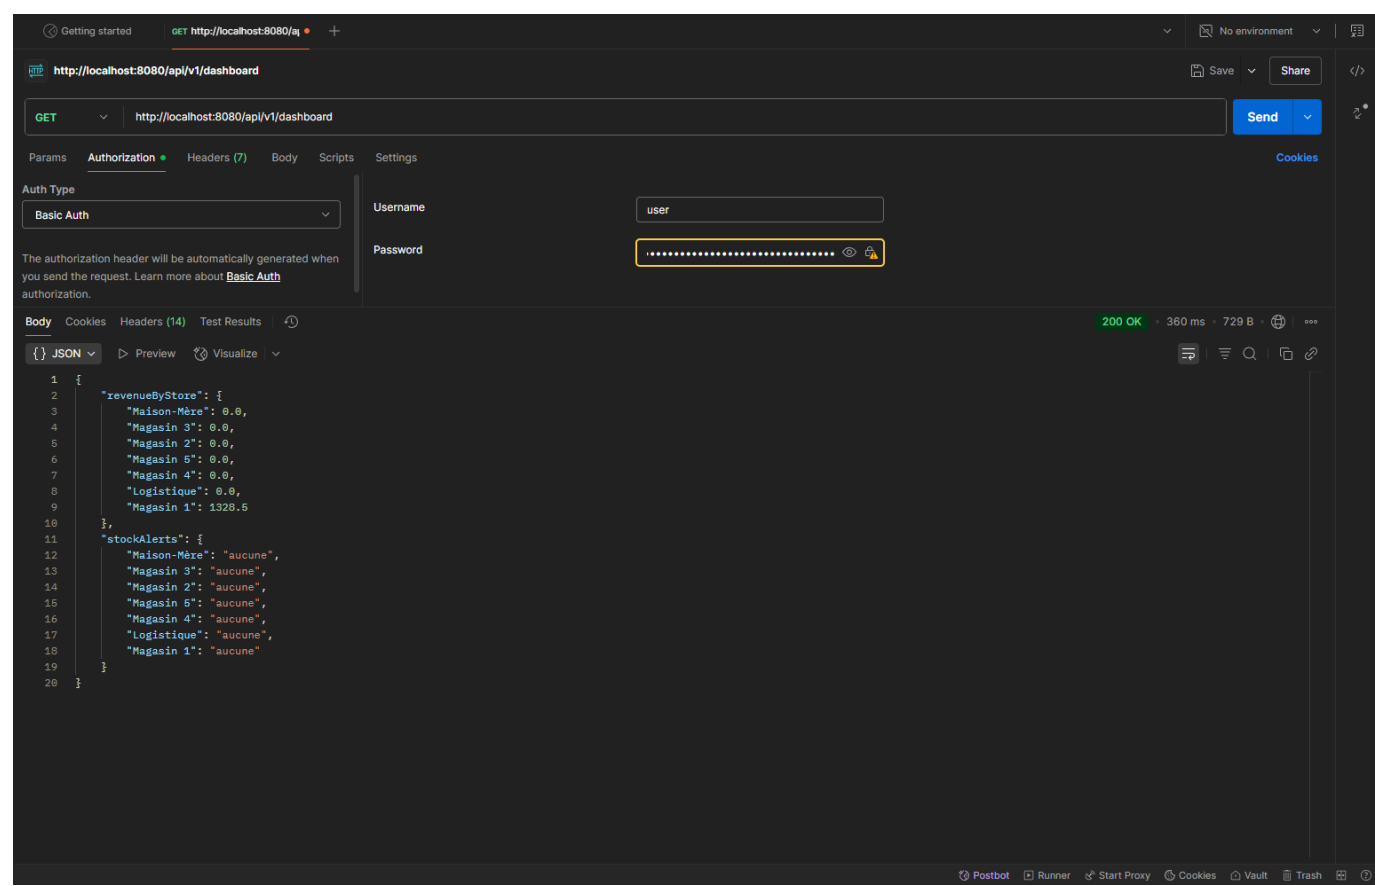 Getting started
GET http://localhost:8080/a
No environment
HTTP http://localhost:8080/api/v1/dashboard
Save
Share
GET
http://localhost:8080/api/v1/dashboard
Send
Params Authorization Headers (7) Body Scripts Settings
Cookies
Auth Type
Basic Auth
The authorization header will be automatically generated when
you send the request. Learn more about Basic Auth
authorization.
Username
user
Password
Body Cookies Headers (14) Test Results
200 OK 360 ms 729 B
{} JSON Preview Visualize
1 {
2 "revenueByStore": {
3 "Maison-Mère": 0.0,
4 "Magasin 3": 0.0,
5 "Magasin 2": 0.0,
6 "Magasin 5": 0.0,
7 "Magasin 4": 0.0,
8 "Logistique": 0.0,
9 "Magasin 1": 1328.5
10 },
11 "stockAlerts": {
12 "Maison-Mère": "aucune",
13 "Magasin 3": "aucune",
14 "Magasin 2": "aucune",
15 "Magasin 5": "aucune",
16 "Magasin 4": "aucune",
17 "Logistique": "aucune",
18 "Magasin 1": "aucune"
19 }
20 }
Postbot Runner Start Proxy Cookies Vault Trash